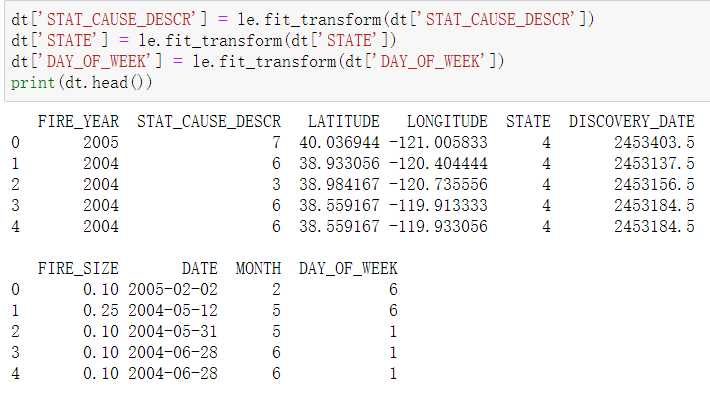 dt['STAT_CAUSE_DESCR'] = le.fit_transform(dt['STAT_CAUSE_DESCR'])
dt['STATE'] = le.fit_transform(dt['STATE'])
dt['DAY_OF_WEEK'] = le.fit_transform(dt['DAY_OF_WEEK'])
print(dt.head())
   FIRE_YEAR  STAT_CAUSE_DESCR   LATITUDE   LONGITUDE  STATE  DISCOVERY_DATE
0       2005                 7  40.036944 -121.005833      4       2453403.5
1       2004                 6  38.933056 -120.404444      4       2453137.5
2       2004                 3  38.984167 -120.735556      4       2453156.5
3       2004                 6  38.559167 -119.913333      4       2453184.5
4       2004                 6  38.559167 -119.933056      4       2453184.5
   FIRE_SIZE       DATE  MONTH  DAY_OF_WEEK
0       0.10 2005-02-02      2            6
1       0.25 2004-05-12      5            6
2       0.10 2004-05-31      5            1
3       0.10 2004-06-28      6            1
4       0.10 2004-06-28      6            1